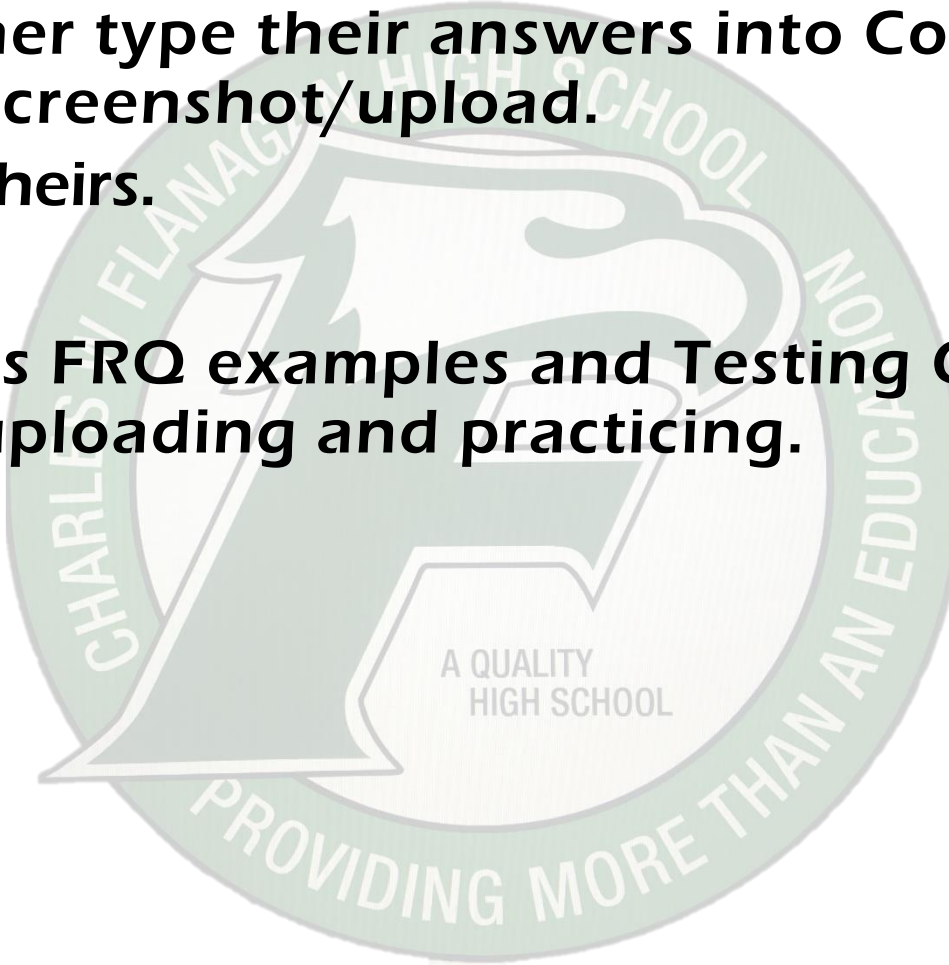 her type their answers into Co
creenshot/upload.
heirs.
s FRQ examples and Testing
uploading and practicing.
CHARLES W FLANAGAN HIGH SCHOOL
A QUALITY
HIGH SCHOOL
PROVIDING MORE THAN AN EDUCATION